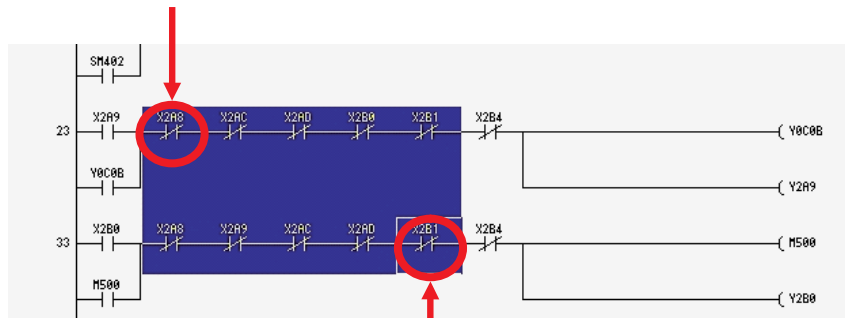 SM402
X2A9 X2A8 X2AC X2AD X2B0 X2B1 X2B4
23 Y0C0B
Y0C0B Y2A9
X2B0 X2A8 X2A9 X2AC X2AD X2B1 X2B4
33 M500
M500 Y2B0